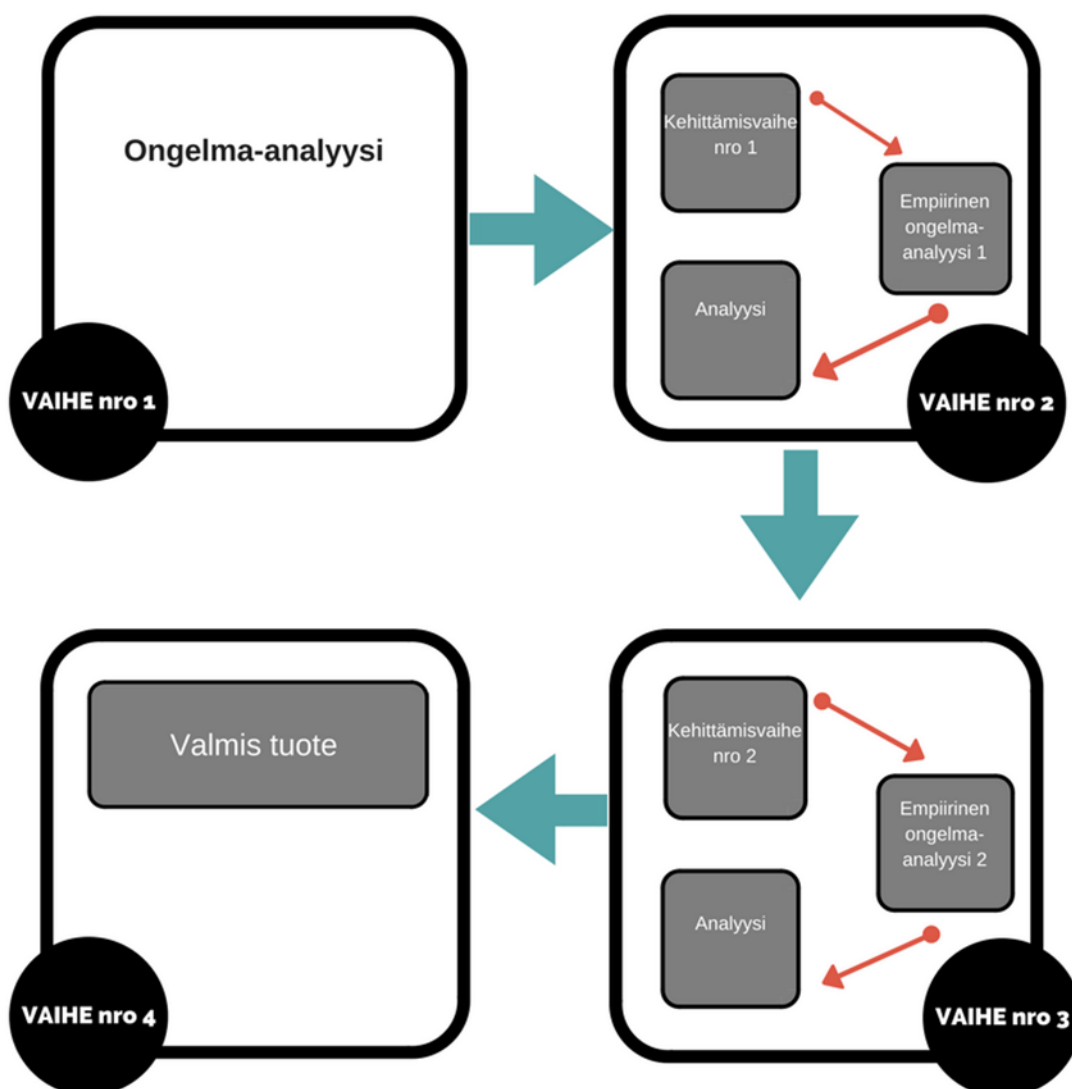 Ongelma-analyysi
VAIHE nro 1
Kehittämisvaihe
nro 1
Empiirinen
ongelma-
analyysi 1
Analyysi
VAIHE nro 2
Kehittämisvaihe
nro 2
Empiirinen
ongelma-
analyysi 2
Analyysi
VAIHE nro 3
Valmis tuote
VAIHE nro 4